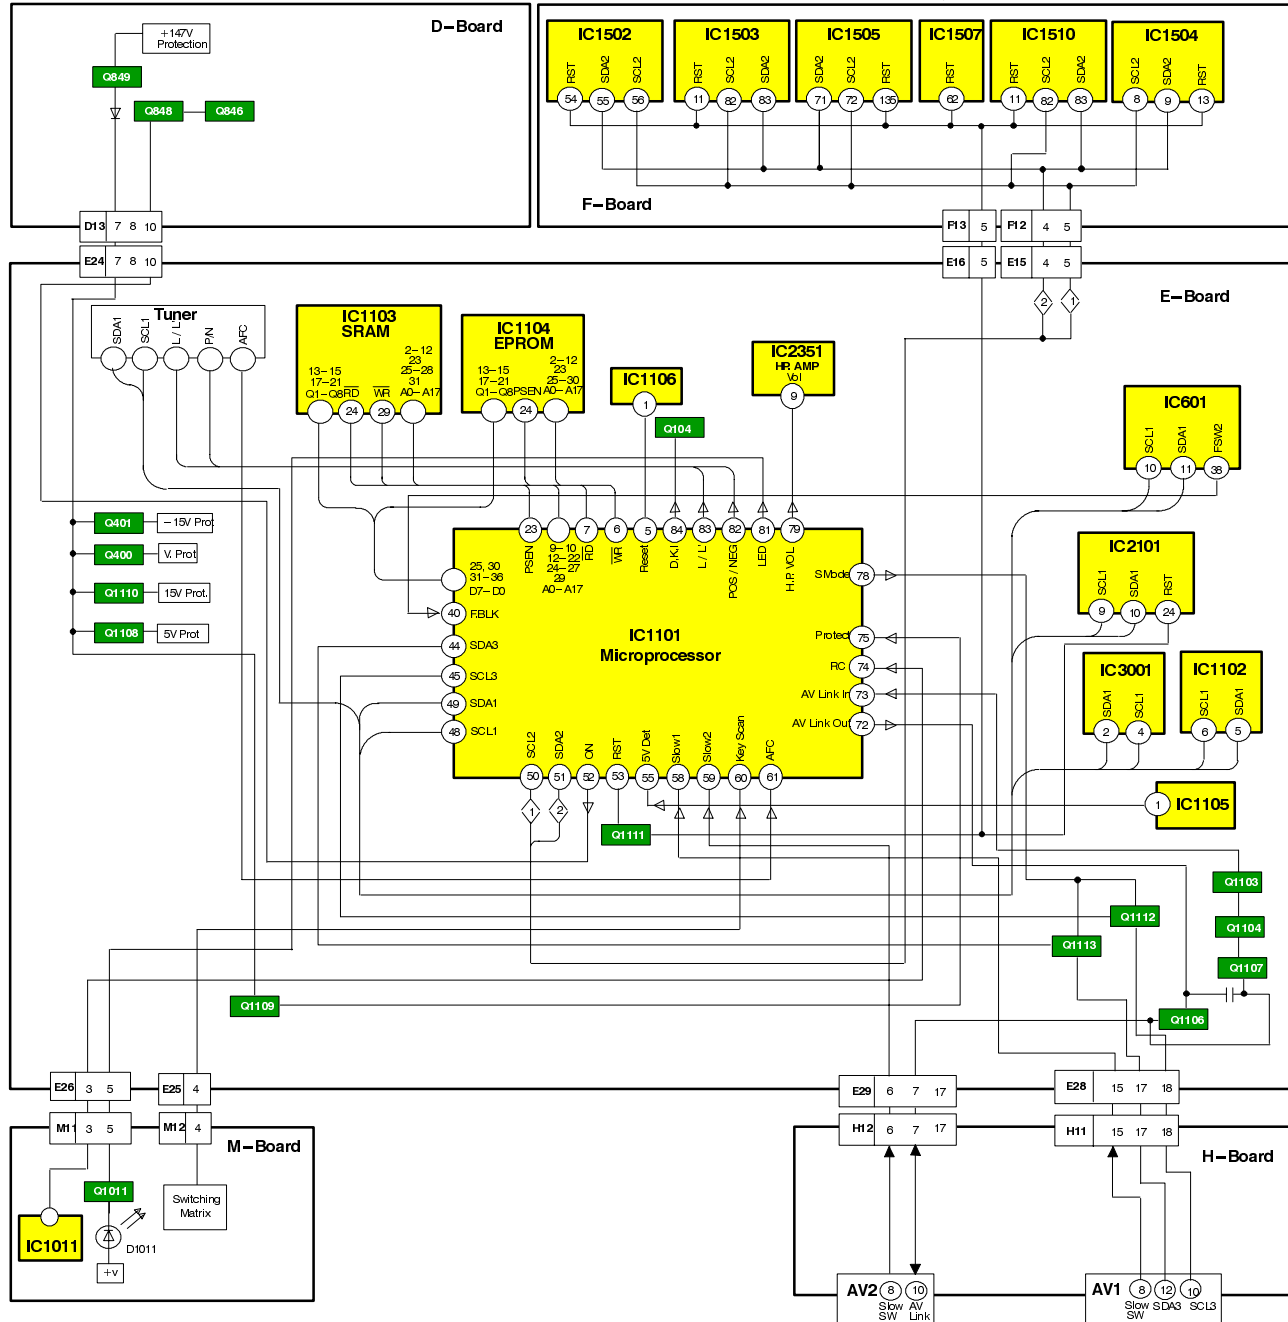 D-Board
+147V
Protection
Q849
Q848
Q846
D13 7 8 10
IC1502
RST SDA2 SCL2
54 55 56
IC1503
RST SCL2 SDA2
11 82 83
IC1505
SDA2 SCL2 RST
71 72 135
IC1507
RST
62
IC1510
RST SCL2 SDA2
11 82 83
IC1504
SCL2 SDA2 RST
8 9 13
F-Board
F13 5
F12 4 5
E24 7 8 10
E16 5
E15 4 5
2 1
E-Board
Tuner
SDA1 SCL1 L / L' P/N AFC
IC1103
SRAM
13-15
17-21
Q1-Q8
RD
WR
2-12
23
25-28
31
A0-A17
24 29
IC1104
EPROM
13-15
17-21
Q1-Q8
PSEN
2-12
23
25-30
A0-A17
24
IC1106
1
Q104
IC2351
HP. AMP
Vol
9
IC601
SCL1 SDA1 FSW2
10 11 38
Q401
-15V Prot
Q400
V. Prot
Q1110
15V Prot.
Q1108
5V Prot
IC1101
Microprocessor
23 7 6 5 84 83 82 81 79
PSEN
9-10
12-22
24-27
29
A0-A17
RD
WR
Reset
D.K.I
L / L'
POS / NEG
LED
H.P. VOL
25, 30
31-36
D7-D0
40 F.BLK
44 SDA3
45 SCL3
49 SDA1
48 SCL1
SMode 78
Protect 75
RC 74
AV Link In 73
AV Link Out 72
SCL2 SDA2 ON RST 5V Det Slow1 Slow2 Key Scan AFC
50 51 52 53 55 58 59 60 61
1 2
IC2101
SCL1 SDA1 RST
9 10 24
IC3001
SDA1 SCL1
2 4
IC1102
SCL1 SDA1
6 5
1 IC1105
Q1111
Q1103
Q1112
Q1104
Q1113
Q1107
Q1109
Q1106
E26 3 5
E25 4
E29 6 7 17
E28 15 17 18
M11 3 5
M12 4
H12 6 7 17
H11 15 17 18
M-Board
Q1011
Switching
Matrix
IC1011
D1011
+v
H-Board
AV2 8 10
Slow
SW
AV
Link
AV1 8 12 10
Slow
SW
SDA3
SCL3